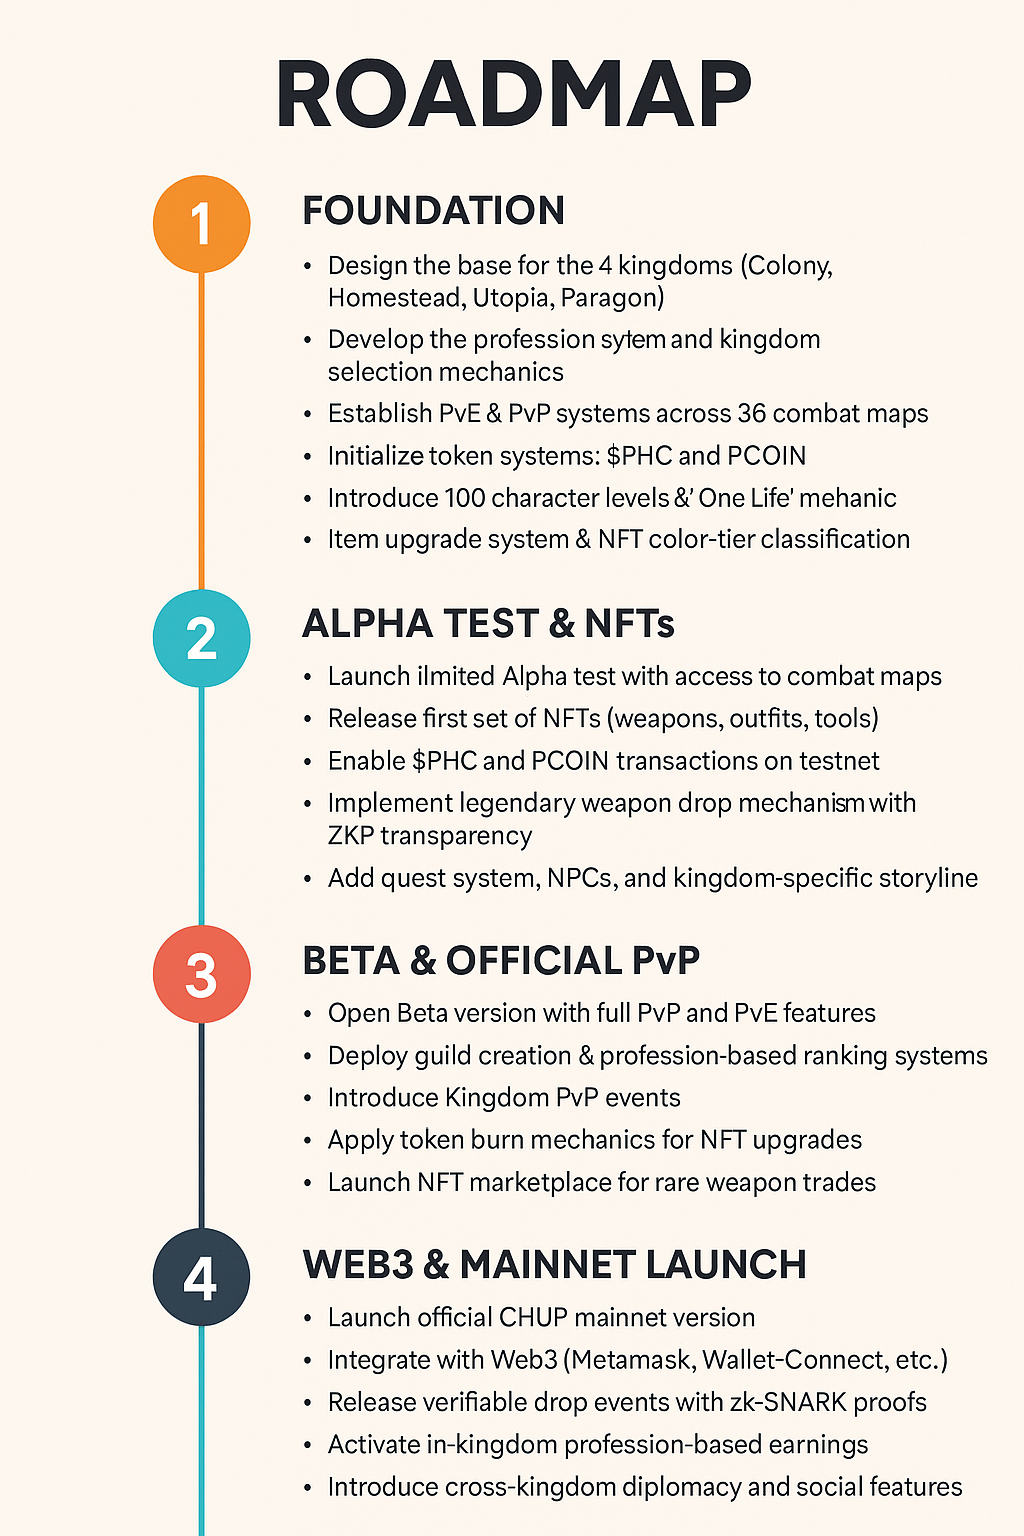 ROADMAP
1
FOUNDATION
• Design the base for the 4 kingdoms (Colony,
Homestead, Utopia, Paragon)
• Develop the profession sytem and kingdom
selection mechanics
• Establish PvE & PvP systems across 36 combat maps
• Initialize token systems: $PHC and PCOIN
• Introduce 100 character levels &' One Life' mehanic
• Item upgrade system & NFT color-tier classification
2
ALPHA TEST & NFTs
• Launch ilmited Alpha test with access to combat maps
• Release first set of NFTs (weapons, outfits, tools)
• Enable $PHC and PCOIN transactions on testnet
• Implement legendary weapon drop mechanism with
ZKP transparency
• Add quest system, NPCs, and kingdom-specific storyline
3
BETA & OFFICIAL PvP
• Open Beta version with full PvP and PvE features
• Deploy guild creation & profession-based ranking systems
• Introduce Kingdom PvP events
• Apply token burn mechanics for NFT upgrades
• Launch NFT marketplace for rare weapon trades
4
WEB3 & MAINNET LAUNCH
• Launch official CHUP mainnet version
• Integrate with Web3 (Metamask, Wallet-Connect, etc.)
• Release verifiable drop events with zk-SNARK proofs
• Activate in-kingdom profession-based earnings
• Introduce cross-kingdom diplomacy and social features